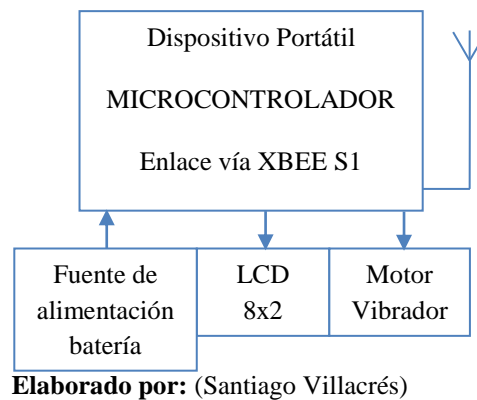 Dispositivo Portátil
MICROCONTROLADOR
Enlace vía XBEE S1
Fuente de
alimentación
batería
LCD
8x2
Motor
Vibrador
Elaborado por: (Santiago Villacrés)